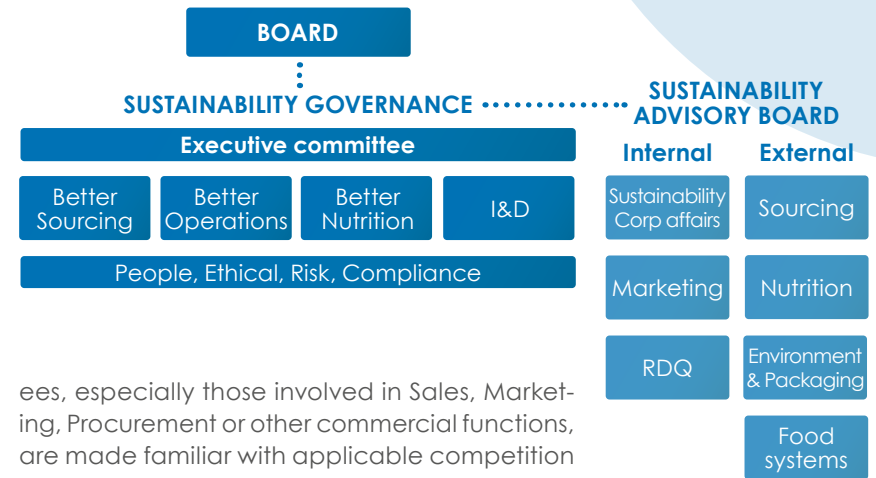 BOARD
SUSTAINABILITY GOVERNANCE
Executive committee
Better
Sourcing
Better
Operations
Better
Nutrition
I&D
People, Ethical, Risk, Compliance
SUSTAINABILITY
ADVISORY BOARD
Internal
Sustainability
Corp affairs
Marketing
RDQ
External
Sourcing
Nutrition
Environment
& Packaging
Food
systems
ees, especially those involved in Sales, Market-
ing, Procurement or other commercial functions,
are made familiar with applicable competition